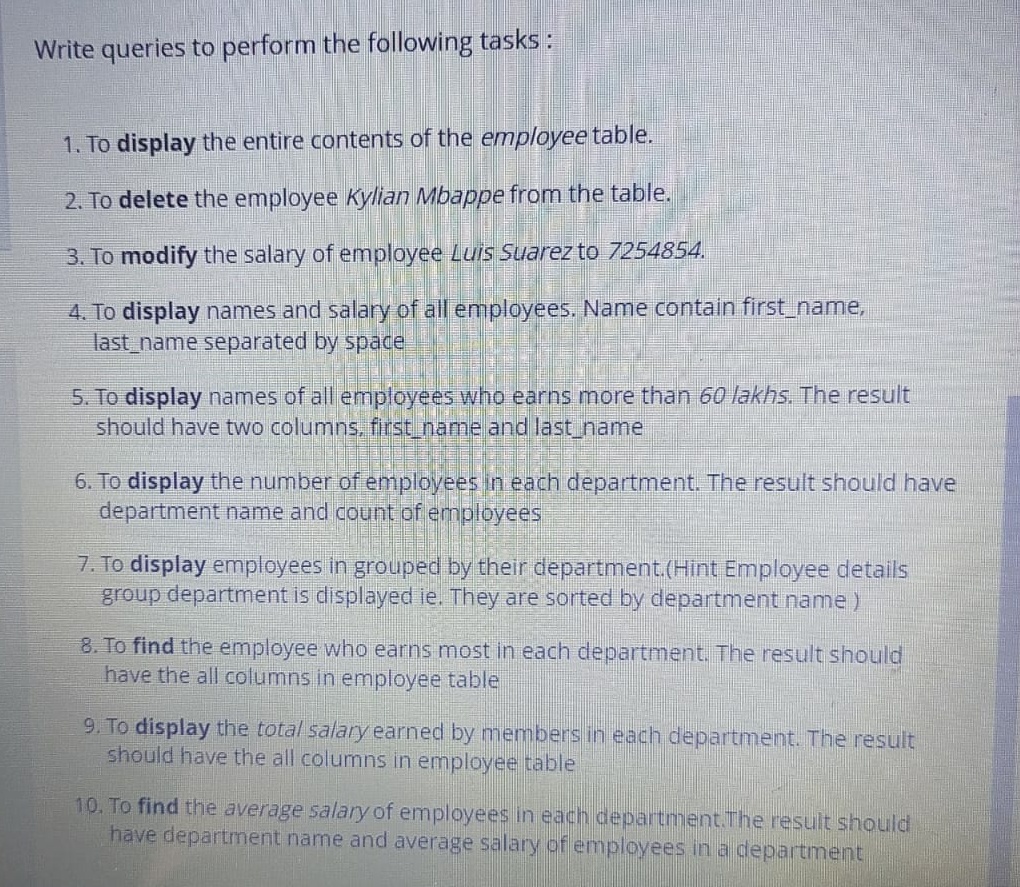 Write queries to perform the following tasks :
1. To display the entire contents of the employee table.
2. To delete the employee Kylian Mbappe from the table.
3. To modify the salary of employee Luis Suarez to 7254854.
4. To display names and salary of all employees. Name contain first_name,
last_name separated by space
5. To display names of all employees who earns more than 60 lakhs. The result
should have two columns, first_name and last_name
6. To display the number of employees in each department. The result should have
department name and count of employees
7. To display employees in grouped by their department.(Hint Employee details
group department is displayed ie. They are sorted by department name )
8. To find the employee who earns most in each department. The result should
have the all columns in employee table
9. To display the total salary earned by members in each department. The result
should have the all columns in employee table
10. To find the average salary of employees in each department.The result should
have department name and average salary of employees in a department